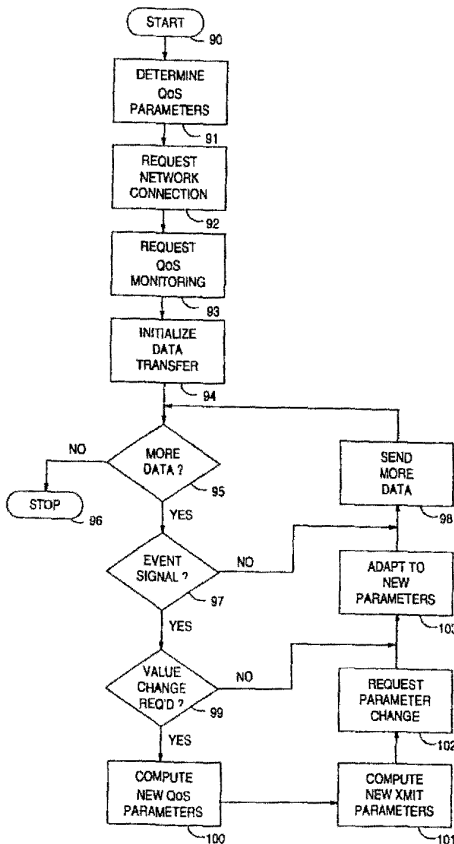 START
90
DETERMINE
QoS
PARAMETERS
91
REQUEST
NETWORK
CONNECTION
92
REQUEST
QoS
MONITORING
93
INITIALIZE
DATA
TRANSFER
94
NO
MORE
DATA ?
95
STOP
96
YES
SEND
MORE
DATA
98
EVENT
SIGNAL ?
97
NO
YES
ADAPT TO
NEW
PARAMETERS
103
VALUE
CHANGE
REQ'D ?
99
NO
YES
REQUEST
PARAMETER
CHANGE
102
COMPUTE
NEW QoS
PARAMETERS
100
COMPUTE
NEW XMIT
PARAMETERS
101